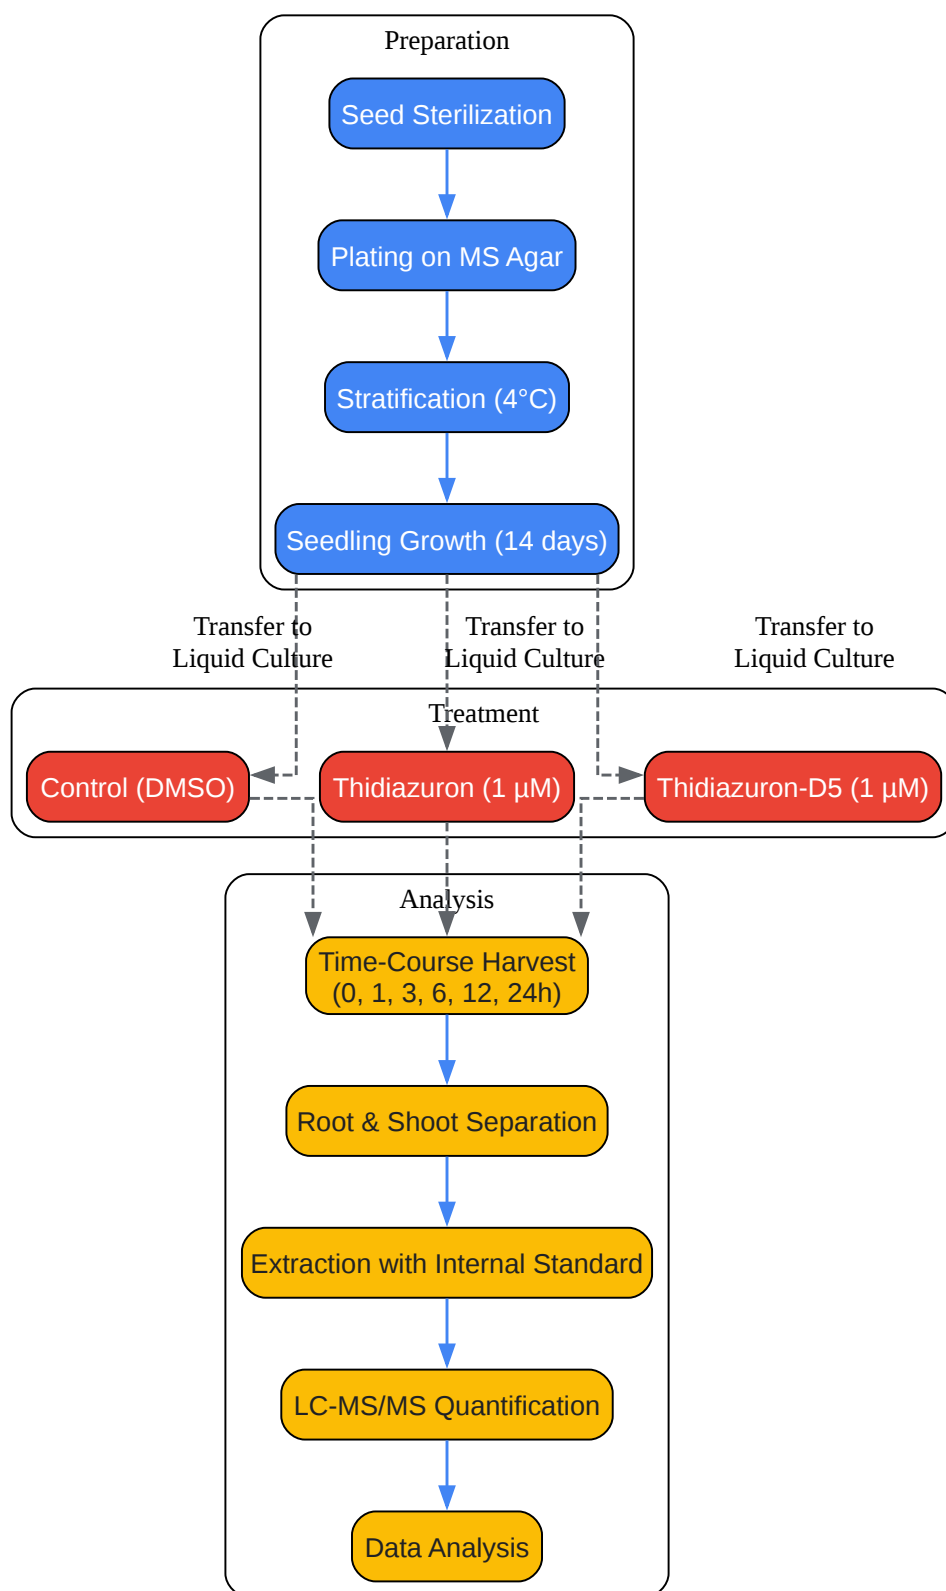 Preparation
Seed Sterilization
Plating on MS Agar
Stratification (4°C)
Seedling Growth (14 days)
Transfer to
Liquid Culture
Transfer to
Liquid Culture
Transfer to
Liquid Culture
Treatment
Control (DMSO)
Thidiazuron (1 µM)
Thidiazuron-D5 (1 µM)
Analysis
Time-Course Harvest
(0, 1, 3, 6, 12, 24h)
Root & Shoot Separation
Extraction with Internal Standard
LC-MS/MS Quantification
Data Analysis